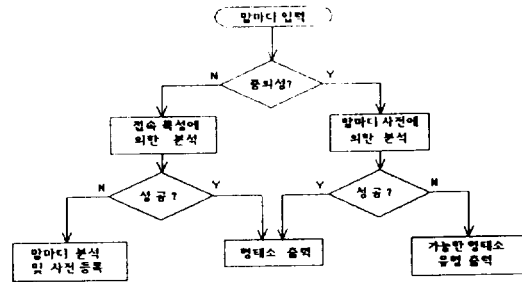 말마디 입력
중의성?
N
Y
접속 특성에
의한 분석
말마디 사전에
의한 분석
성공?
N
Y
성공?
Y
N
말마디 분석
및 사전 등록
형태소 출력
가능한 형태소
유형 출력